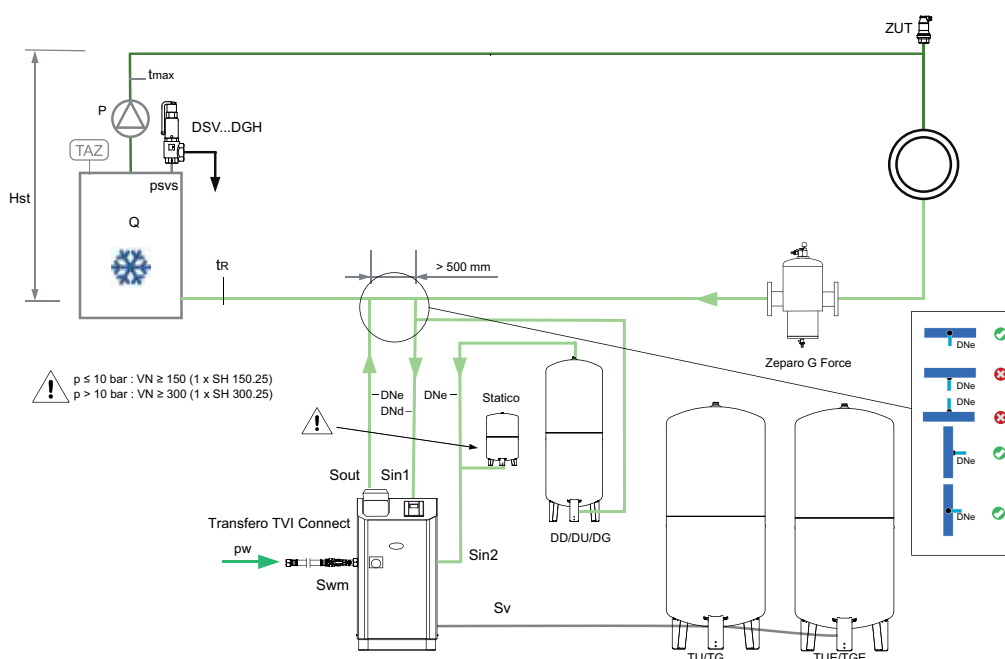 ZUT
tmax
P
DSV...DGH
TAZ
psvs
Hst
Q
tR
> 500 mm
Zeparo G Force
DNe
DNe
DNe
DNe
DNe
p ≤ 10 bar : VN ≥ 150 (1 x SH 150.25)
p > 10 bar : VN ≥ 300 (1 x SH 300.25)
DNe
DNd
DNe
Statico
Sout
Sin1
DD/DU/DG
Transfero TVI Connect
pw
Swm
Sin2
Sv
TU/TG
TUE/TGE